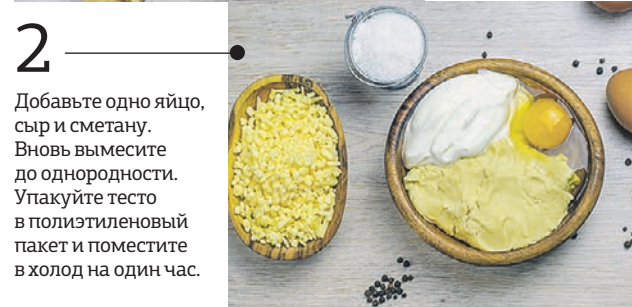 2
Добавьте одно яйцо,
сыр и сметану.
Вновь вымесите
до однородности.
Упакуйте тесто
в полиэтиленовый
пакет и поместите
в холод на один час.